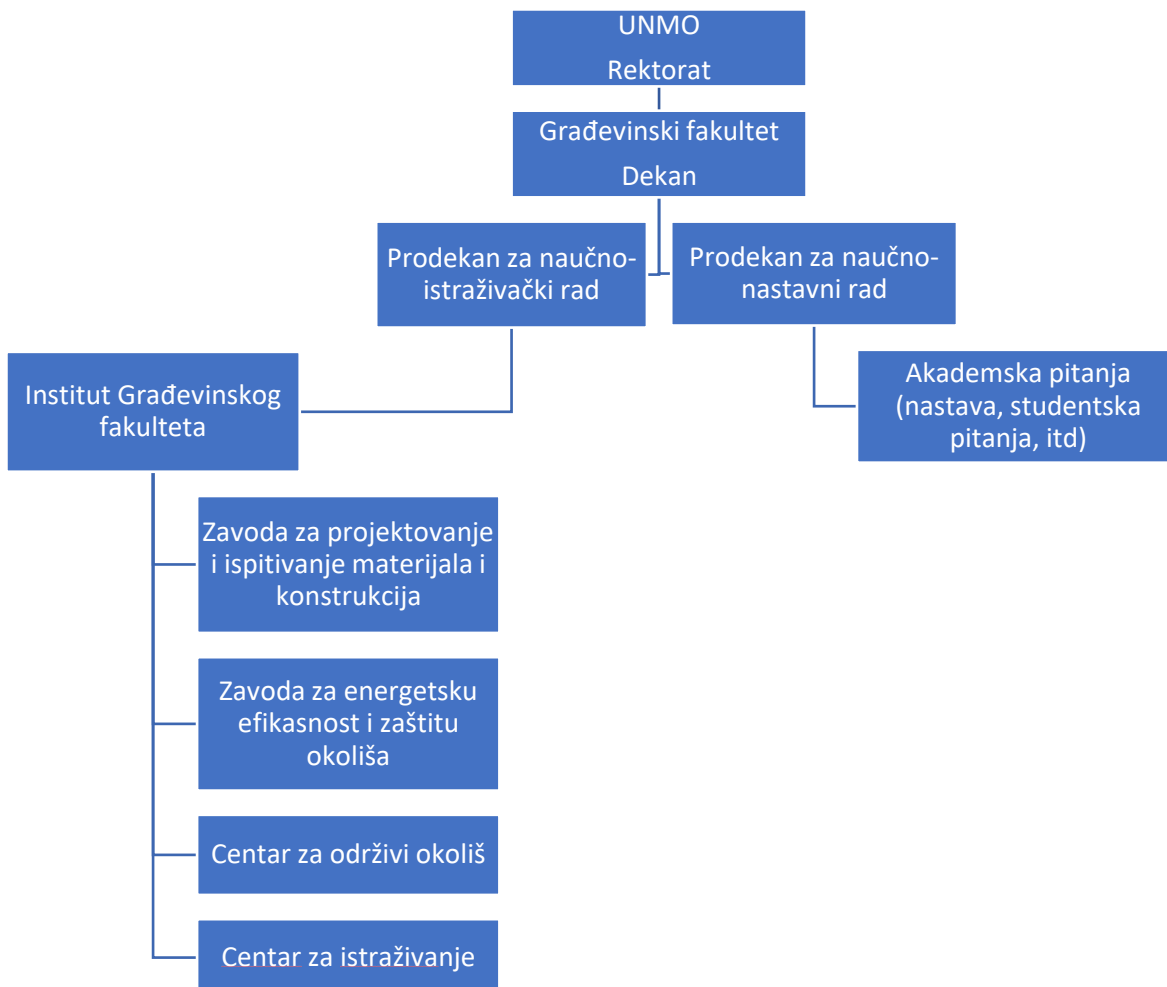 UNMO
Rektorat
Građevinski fakultet
Dekan
Prodekan za naučno-
istraživački rad
Prodekan za naučno-
nastavni rad
Institut Građevinskog
fakulteta
Akademska pitanja
(nastava, studentska
pitanja, itd)
Zavoda za projektovanje
i ispitivanje materijala i
konstrukcija
Zavoda za energetsku
efikasnost i zaštitu
okoliša
Centar za održivi okoliš
Centar za istraživanje